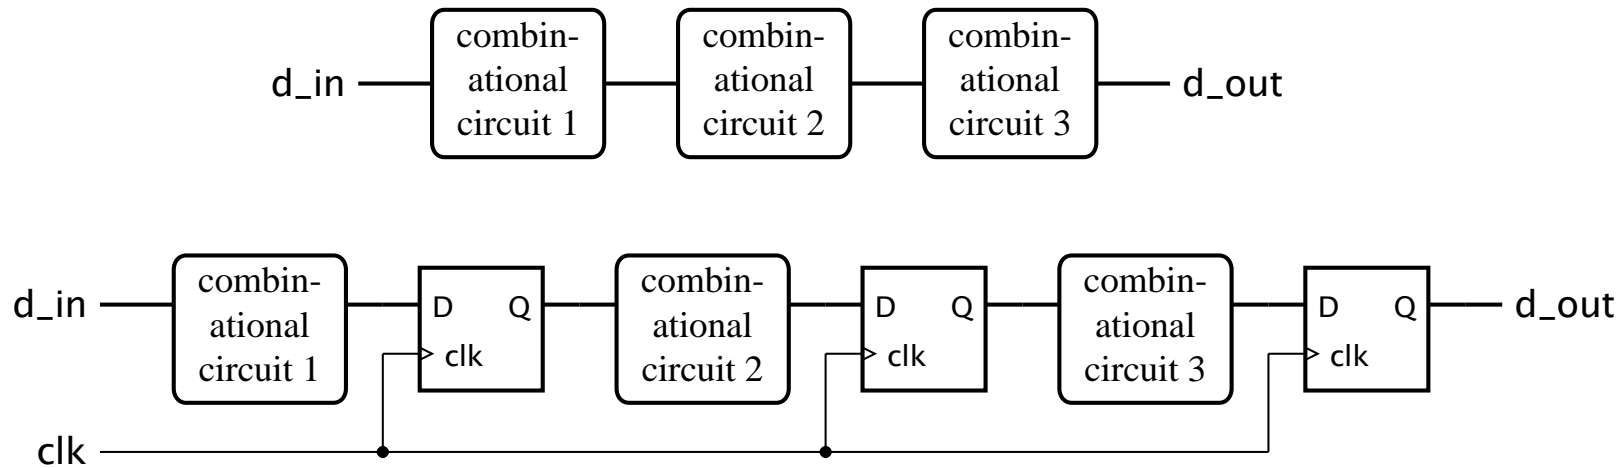 d_in
combin-
ational
circuit 1
combin-
ational
circuit 2
combin-
ational
circuit 3
d_out
d_in
combin-
ational
circuit 1
D Q
clk
combin-
ational
circuit 2
D Q
clk
combin-
ational
circuit 3
D Q
clk
d_out
clk